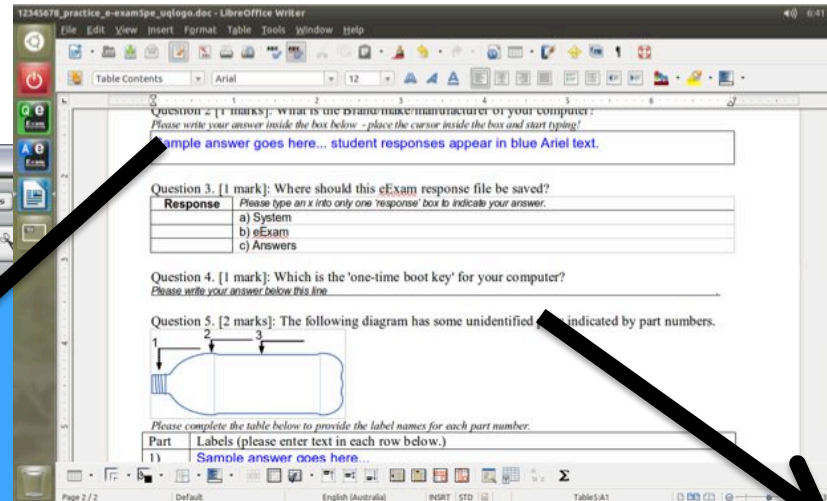 12345678_practice_e-exam5pe_uqlogo.doc - LibreOffice Writer
6:41
File Edit View Insert Format Table Tools Window Help
Table Contents Arial 12
Question 2 [1 marks]. What is the Brand/make/manufacturer of your computer?
Please write your answer inside the box below - place the cursor inside the box and start typing!
ample answer goes here... student responses appear in blue Ariel text.
Question 3. [1 mark]: Where should this eExam response file be saved?
Response Please type an x into only one 'response' box to indicate your answer.
a) System
b) eExam
c) Answers
Question 4. [1 mark]: Which is the 'one-time boot key' for your computer?
Please write your answer below this line
Question 5. [2 marks]: The following diagram has some unidentified indicated by part numbers.
1 2 3
Please complete the table below to provide the label names for each part number.
Part Labels (please enter text in each row below.)
1) Sample answer goes here...
Page 2 / 2 Default English (Australia) INSRT STD Table5:A1